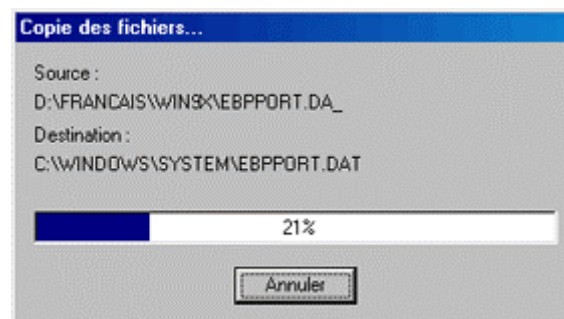 Copie des fichiers...
Source :
D:\FRANCAIS\WIN9X\EBPPORT.DA_
Destination :
C:\WINDOWS\SYSTEM\EBPPORT.DAT
21%
Annuler